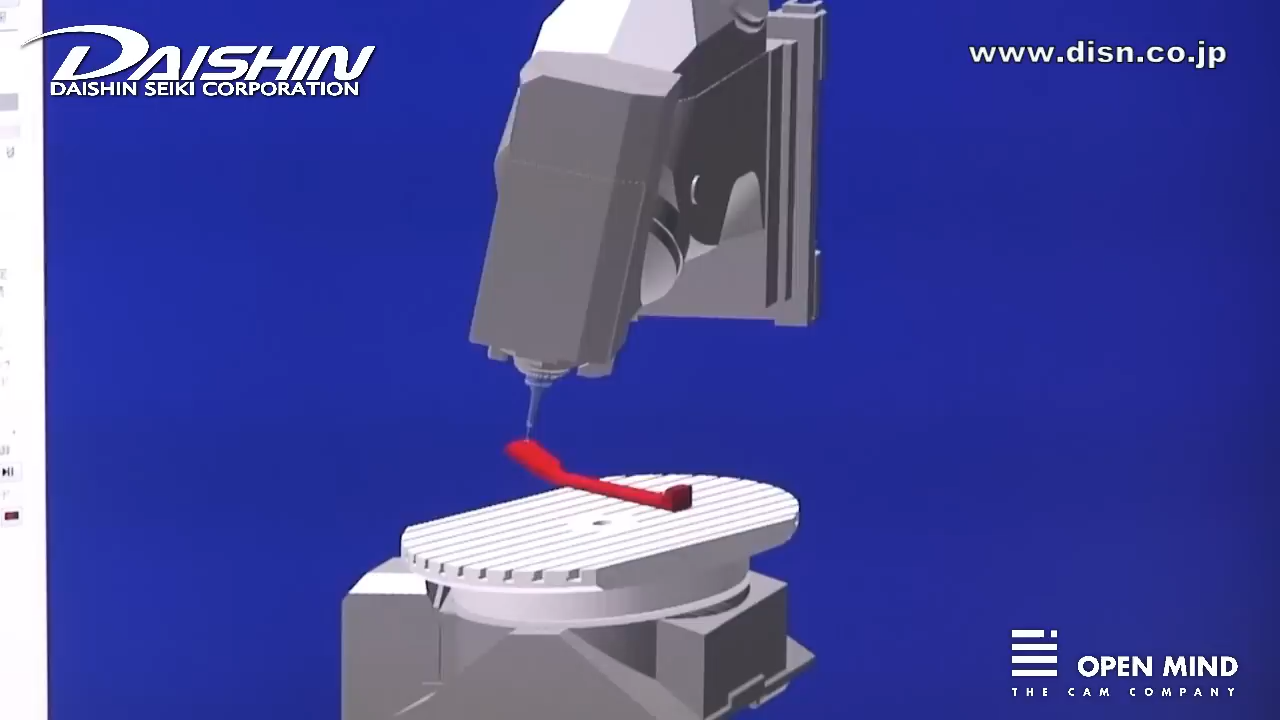 DAISHIN
DAISHIN SEIKI CORPORATION
www.disn.co.jp
OPEN MIND
THE CAM COMPANY